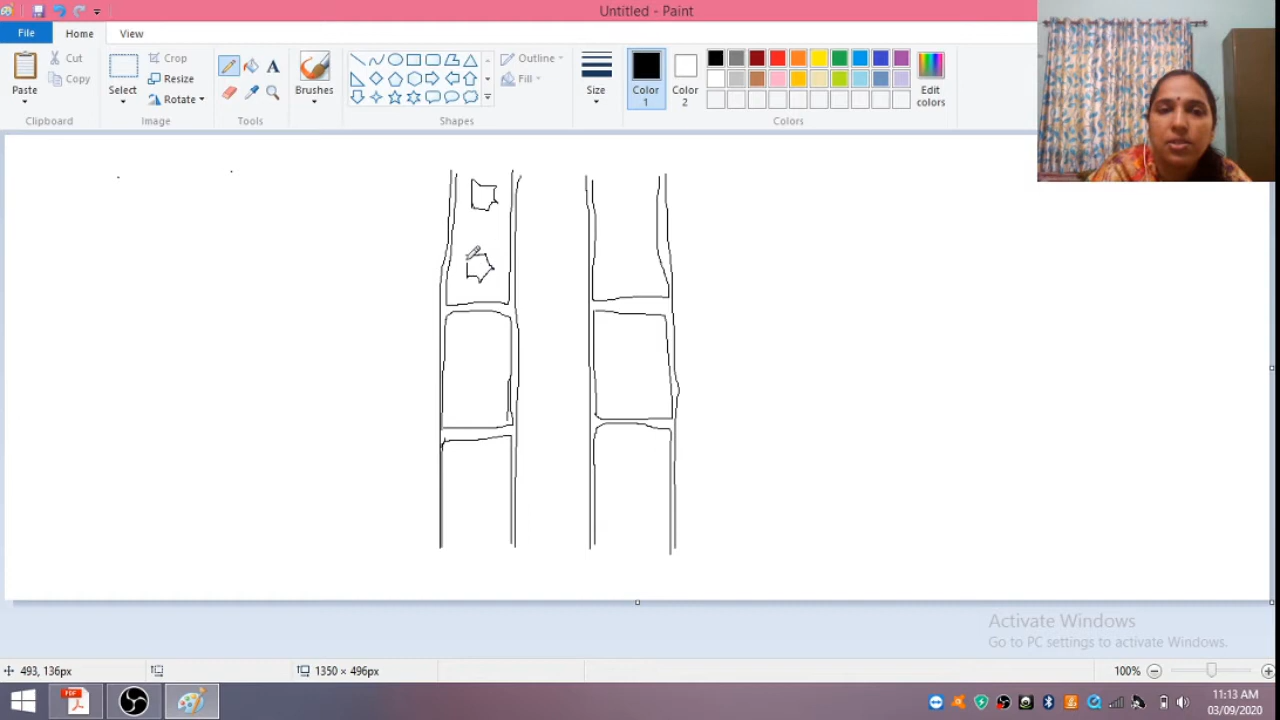 Untitled - Paint
File
Home
View
Paste
Cut
Copy
Clipboard
Select
Crop
Resize
Rotate
Image
Tools
Brushes
Outline
Fill
Shapes
Size
Color 1
Color 2
Edit colors
Colors
Activate Windows
Go to PC settings to activate Windows.
493, 136px
1350 × 496px
100%
PDF
11:13 AM
03/09/2020